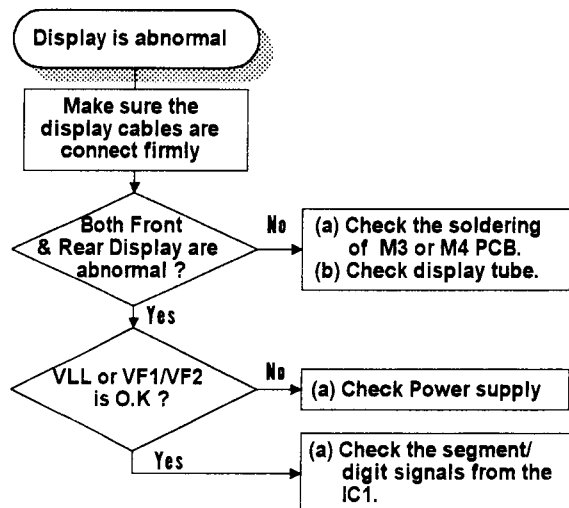 Display is abnormal
Make sure the
display cables are
connect firmly
Both Front
& Rear Display are
abnormal ?
No
(a) Check the soldering
of M3 or M4 PCB.
(b) Check display tube.
Yes
VLL or VF1/VF2
is O.K ?
No
(a) Check Power supply
Yes
(a) Check the segment/
digit signals from the
IC1.